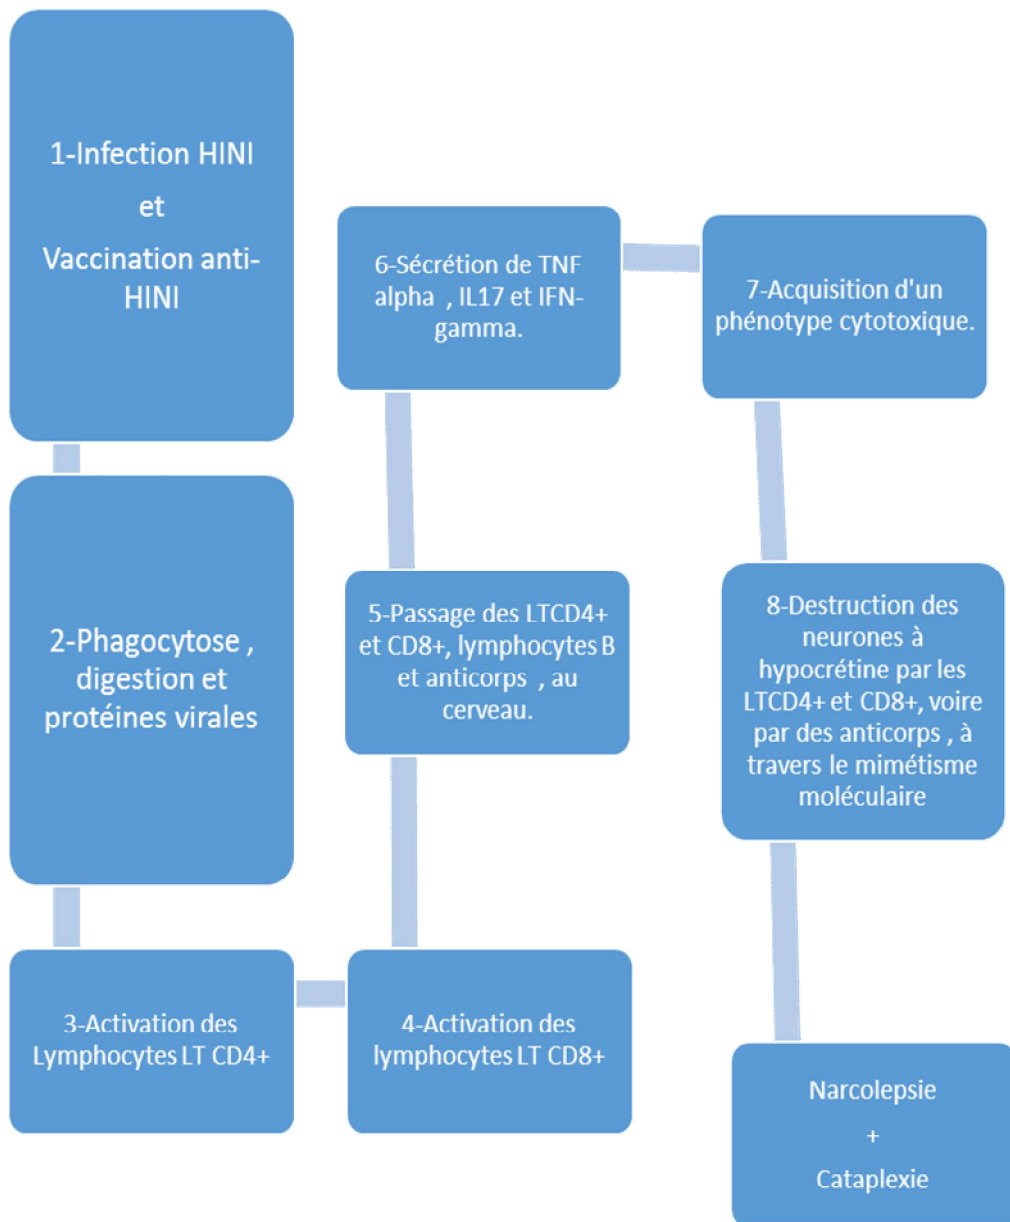 1-Infection HINI
et
Vaccination anti-
HINI
2-Phagocytose ,
digestion et
protéines virales
3-Activation des
Lymphocytes LT CD4+
4-Activation des
lymphocytes LT CD8+
5-Passage des LTCD4+
et CD8+, lymphocytes B
et anticorps , au
cerveau.
6-Sécrétion de TNF
alpha , IL17 et IFN-
gamma.
7-Acquisition d'un
phénotype cytotoxique.
8-Destruction des
neurones à
hypocrétine par les
LTCD4+ et CD8+, voire
par des anticorps , à
travers le mimétisme
moléculaire
Narcolepsie
+
Cataplexie